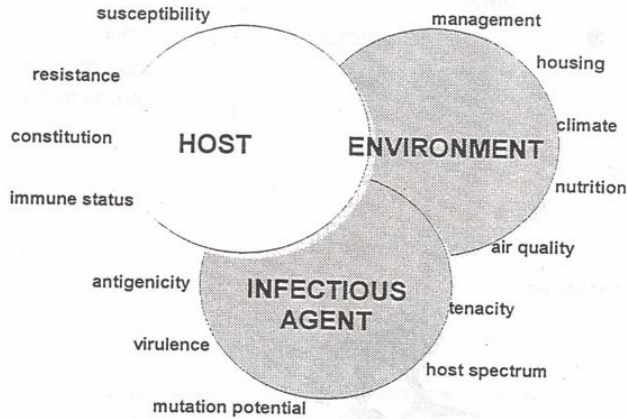 susceptibility
management
resistance
housing
constitution
HOST
ENVIRONMENT
climate
immune status
nutrition
air quality
antigenicity
INFECTIOUS
AGENT
tenacity
virulence
host spectrum
mutation potential